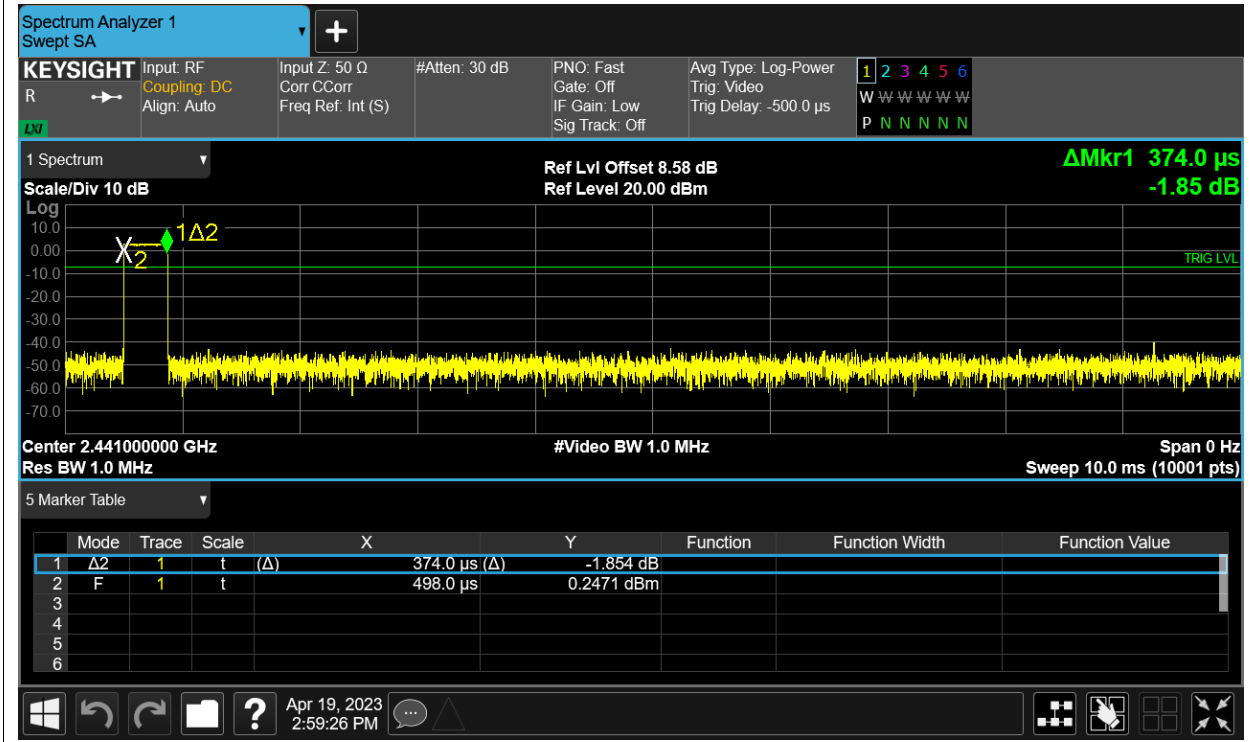 Spectrum Analyzer 1
Swept SA
▼
+
KEYSIGHT Input: RF Input Z: 50 Ω #Atten: 30 dB PNO: Fast Avg Type: Log-Power 1 2 3 4 5 6
R Coupling: DC Corr CCorr Gate: Off Trig: Video W W W W W W
Align: Auto Freq Ref: Int (S) IF Gain: Low Trig Delay: -500.0 µs P N N N N N
LXI Sig Track: Off
1 Spectrum ▼ Ref Lvl Offset 8.58 dB ΔMkr1 374.0 µs
Scale/Div 10 dB Ref Level 20.00 dBm -1.85 dB
Log
10.0 1Δ2
0.00 X 2 TRIG LVL
-10.0
-20.0
-30.0
-40.0
-50.0
-60.0
-70.0
Center 2.441000000 GHz #Video BW 1.0 MHz Span 0 Hz
Res BW 1.0 MHz Sweep 10.0 ms (10001 pts)
5 Marker Table ▼
Mode Trace Scale X Y Function Function Width Function Value
1 Δ2 1 t (Δ) 374.0 µs (Δ) -1.854 dB
2 F 1 t 498.0 µs 0.2471 dBm
3
4
5
6
? Apr 19, 2023
2:59:26 PM